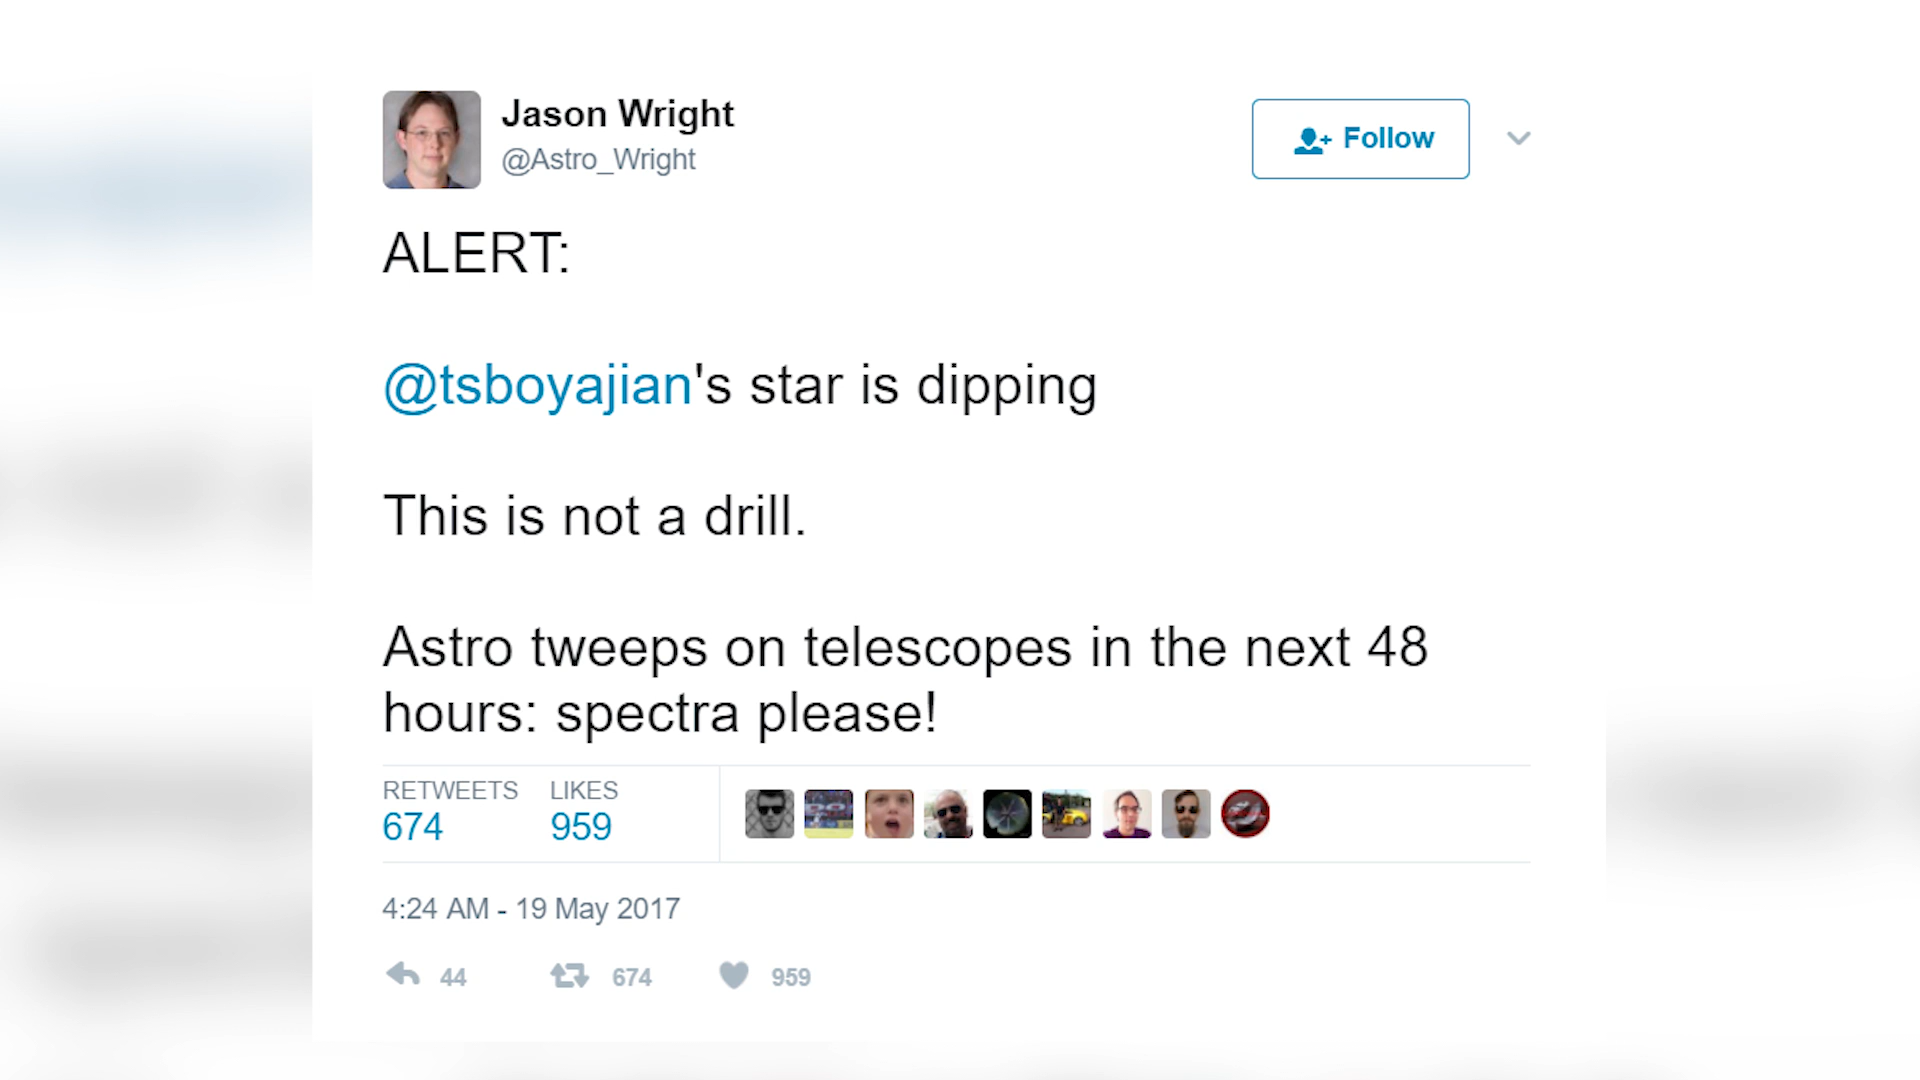 Jason Wright
@Astro_Wright
Follow
ALERT:
@tsboyajian's star is dipping
This is not a drill.
Astro tweeps on telescopes in the next 48
hours: spectra please!
RETWEETS LIKES
674 959
4:24 AM - 19 May 2017
44 674 959